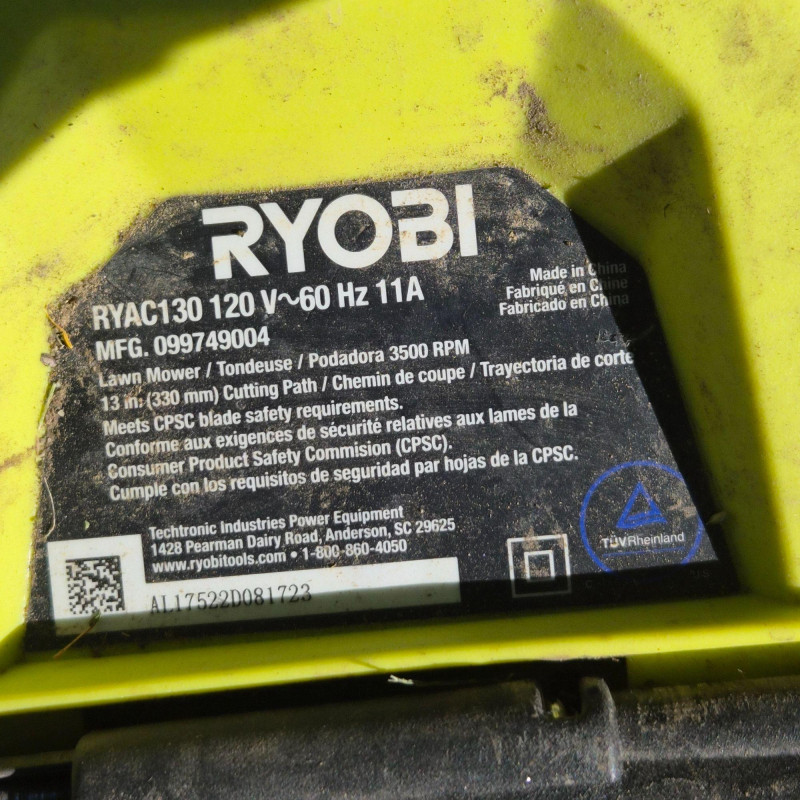 RYOBI
RYAC130 120 V~60 Hz 11A
MFG. 099749004
Made in China
Fabriqué en Chine
Fabricado en China
Lawn Mower / Tondeuse / Podadora 3500 RPM
13 in. (330 mm) Cutting Path / Chemin de coupe / Trayectoria de corte
Meets CPSC blade safety requirements.
Conforme aux exigences de sécurité relatives aux lames de la
Consumer Product Safety Commision (CPSC).
Cumple con los requisitos de seguridad par hojas de la CPSC.
Techtronic Industries Power Equipment
1428 Pearman Dairy Road, Anderson, SC 29625
www.ryobitools.com • 1-800-860-4050
AL17522D081723
TÜVRheinland